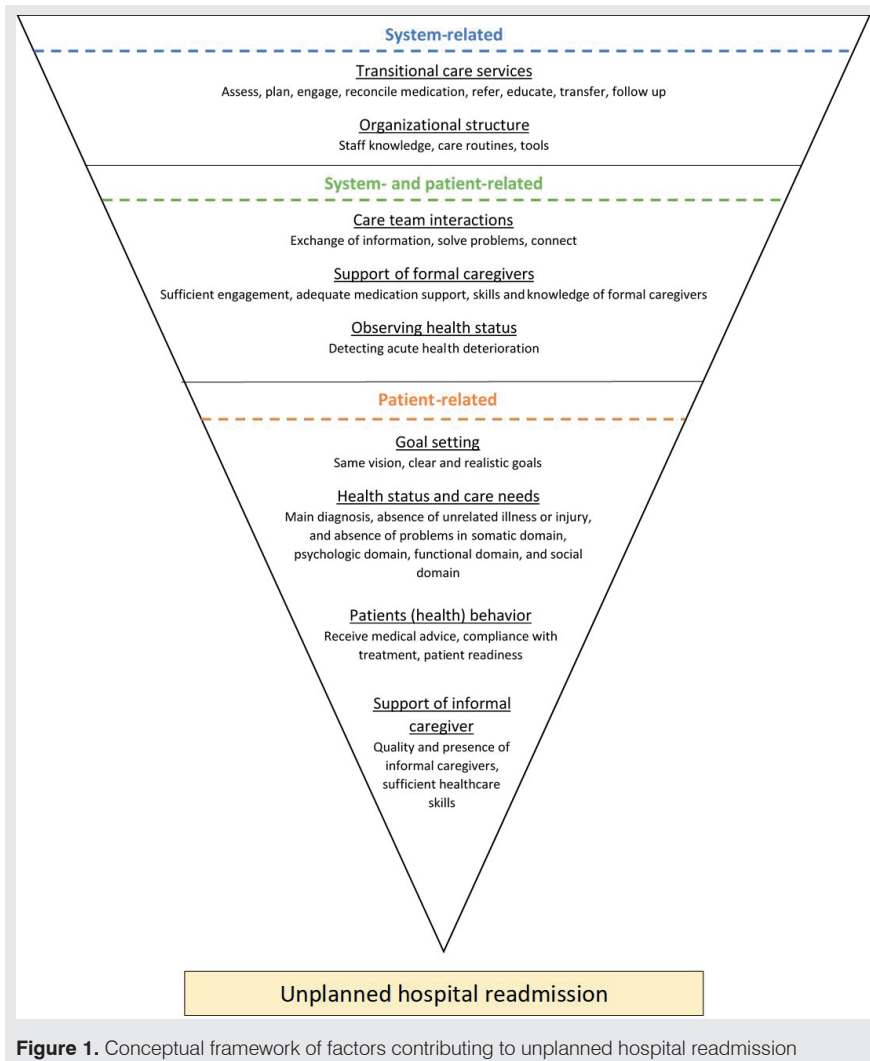 System-related
Transitional care services
Assess, plan, engage, reconcile medication, refer, educate, transfer, follow up
Organizational structure
Staff knowledge, care routines, tools
System- and patient-related
Care team interactions
Exchange of information, solve problems, connect
Support of formal caregivers
Sufficient engagement, adequate medication support, skills and knowledge of formal caregivers
Observing health status
Detecting acute health deterioration
Patient-related
Goal setting
Same vision, clear and realistic goals
Health status and care needs
Main diagnosis, absence of unrelated illness or injury,
and absence of problems in somatic domain,
psychologic domain, functional domain, and social
domain
Patients (health) behavior
Receive medical advice, compliance with
treatment, patient readiness
Support of informal
caregiver
Quality and presence of
informal caregivers,
sufficient healthcare
skills
Unplanned hospital readmission
Figure 1. Conceptual framework of factors contributing to unplanned hospital readmission